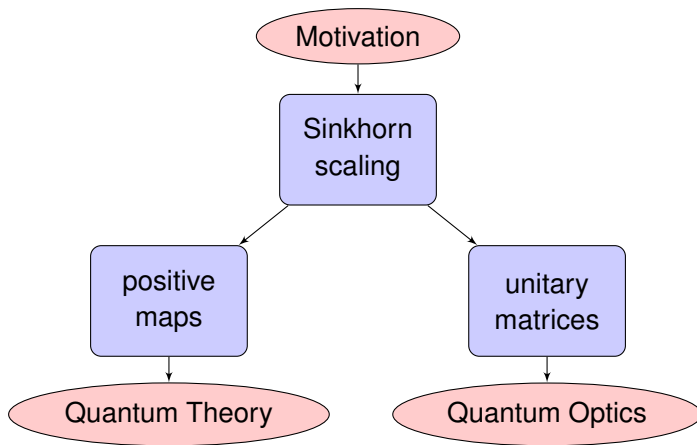 Motivation
Sinkhorn
scaling
positive
maps
unitary
matrices
Quantum Theory
Quantum Optics